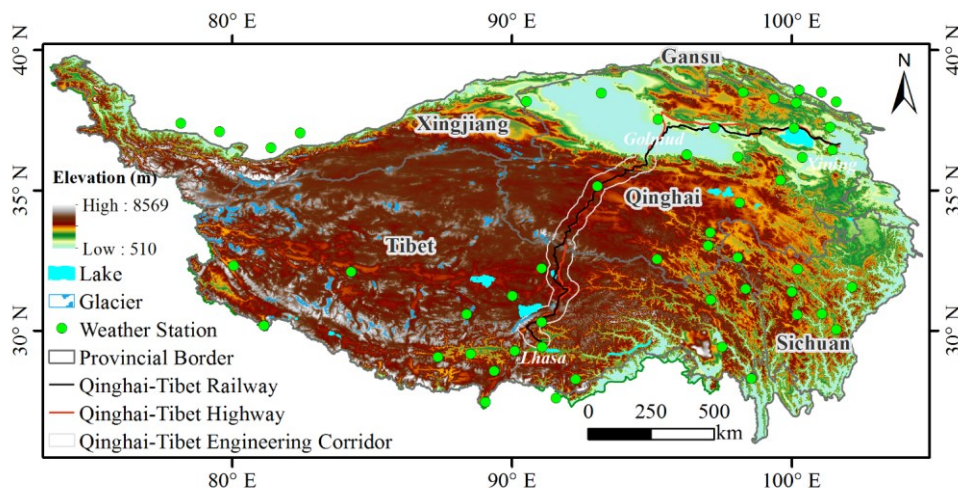 80° E 90° E 100° E
40° N 40° N
N
Gansu
Xingjiang
Golmud
Xining
Elevation (m)
High : 8569
Low : 510
35° N 35° N
Qinghai
Tibet
Lake
Glacier
Weather Station
30° N 30° N
Provincial Border
Sichuan
Lhasa
Qinghai-Tibet Railway
Qinghai-Tibet Highway
0 250 500
km
Qinghai-Tibet Engineering Corridor
80° E 90° E 100° E